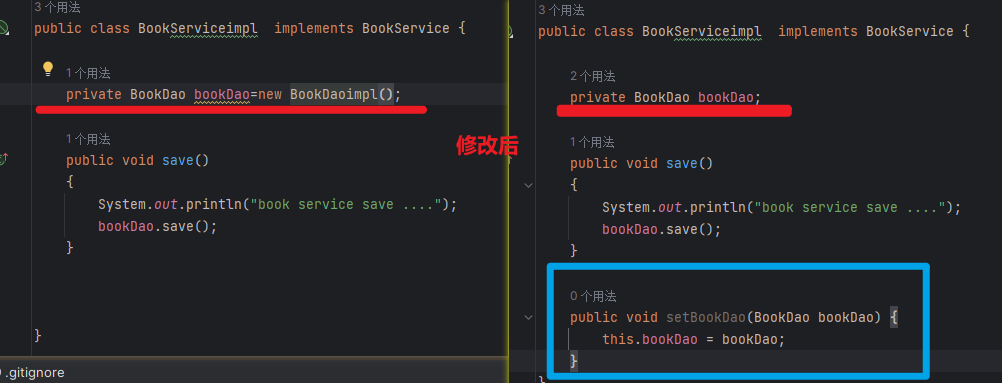 3 个用法
public class BookServiceimpl  implements BookService {
1 个用法
private BookDao bookDao=new BookDaoimpl();
1 个用法
public void save()
{
System.out.println("book service save ....");
bookDao.save();
}
}
.gitignore
修改后
3 个用法
public class BookServiceimpl  implements BookService {
2 个用法
private BookDao bookDao;
1 个用法
public void save()
{
System.out.println("book service save ....");
bookDao.save();
}
0 个用法
public void setBookDao(BookDao bookDao) {
this.bookDao = bookDao;
}
}